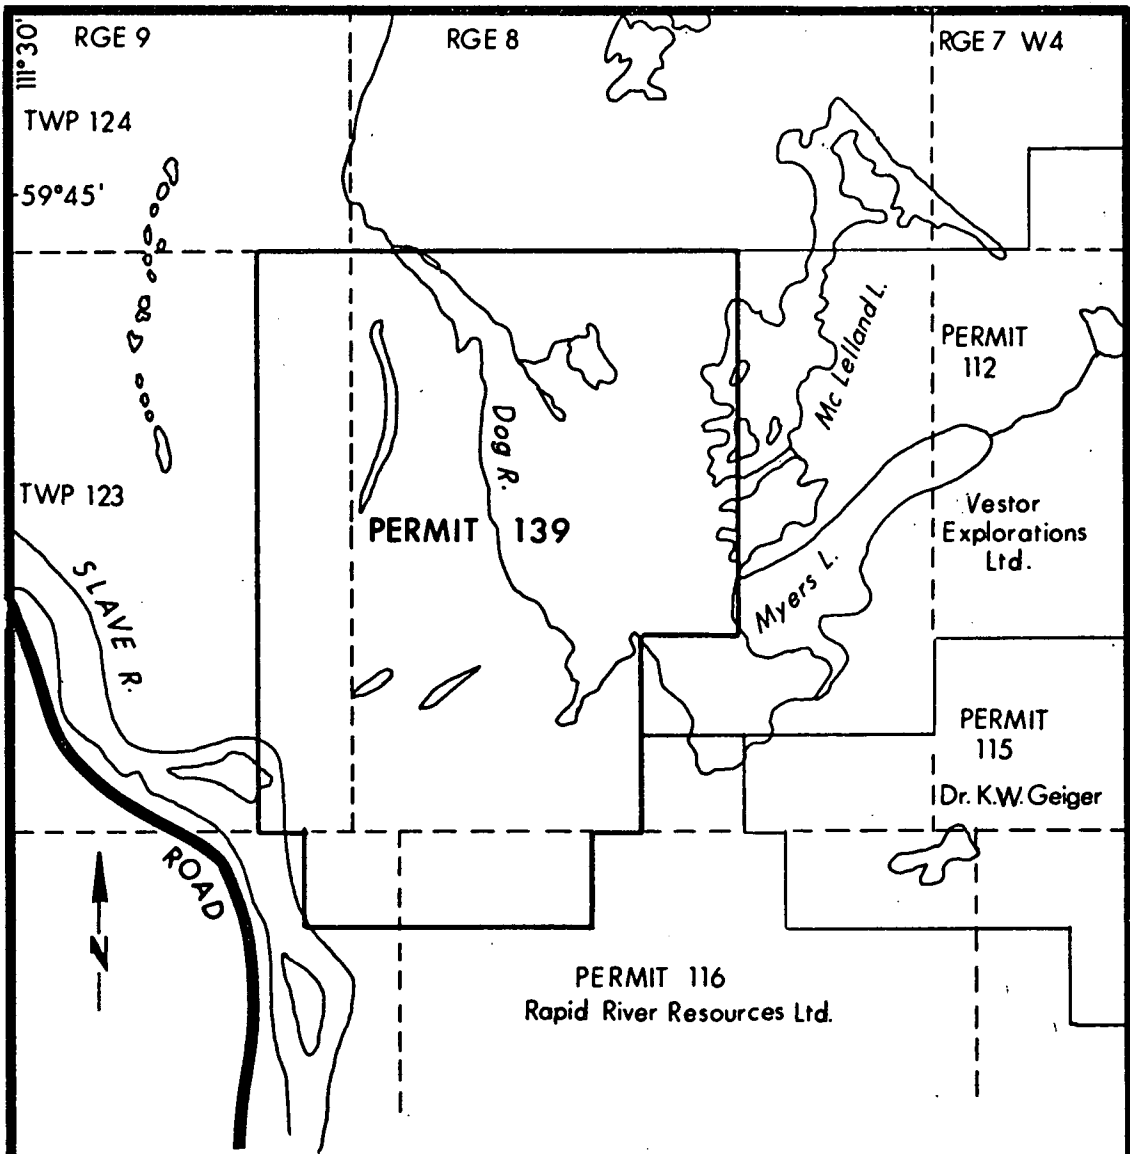 111°30'
RGE 9
RGE 8
RGE 7 W4
TWP 124
59°45'
Mc Lelland L.
PERMIT
112
Dog R.
TWP 123
PERMIT 139
Vestor
Explorations
Ltd.
SLAVE R.
Myers L.
PERMIT
115
Dr. K.W. Geiger
ROAD
N
PERMIT 116
Rapid River Resources Ltd.